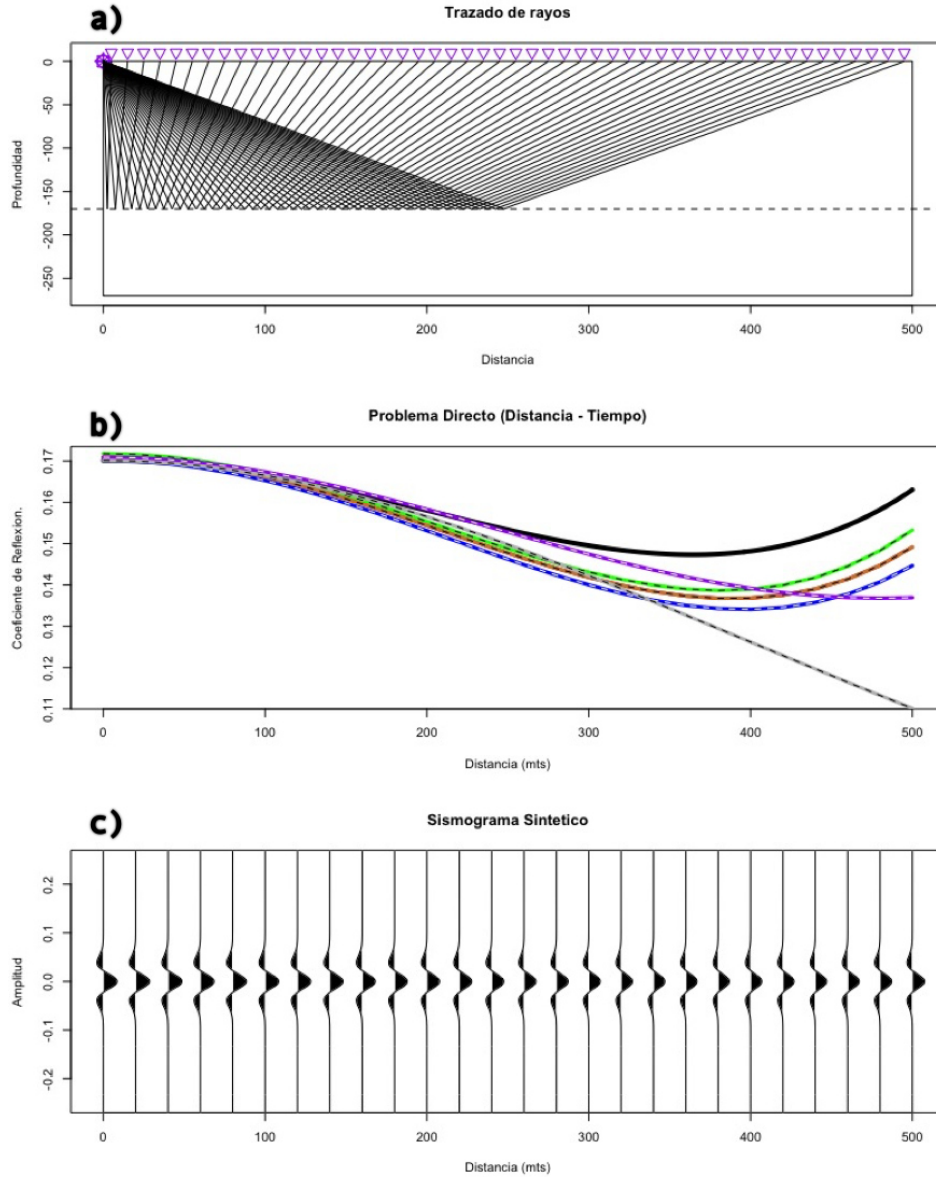 a)
Trazado de rayos
Profundidad
0
-50
-100
-150
-200
-250
0 100 200 300 400 500
Distancia
b)
Problema Directo (Distancia - Tiempo)
Coeficiente de Reflexion.
0.17
0.16
0.15
0.14
0.13
0.12
0.11
0 100 200 300 400 500
Distancia (mts)
c)
Sismograma Sintetico
Amplitud
0.2
0.1
0.0
-0.1
-0.2
0 100 200 300 400 500
Distancia (mts)